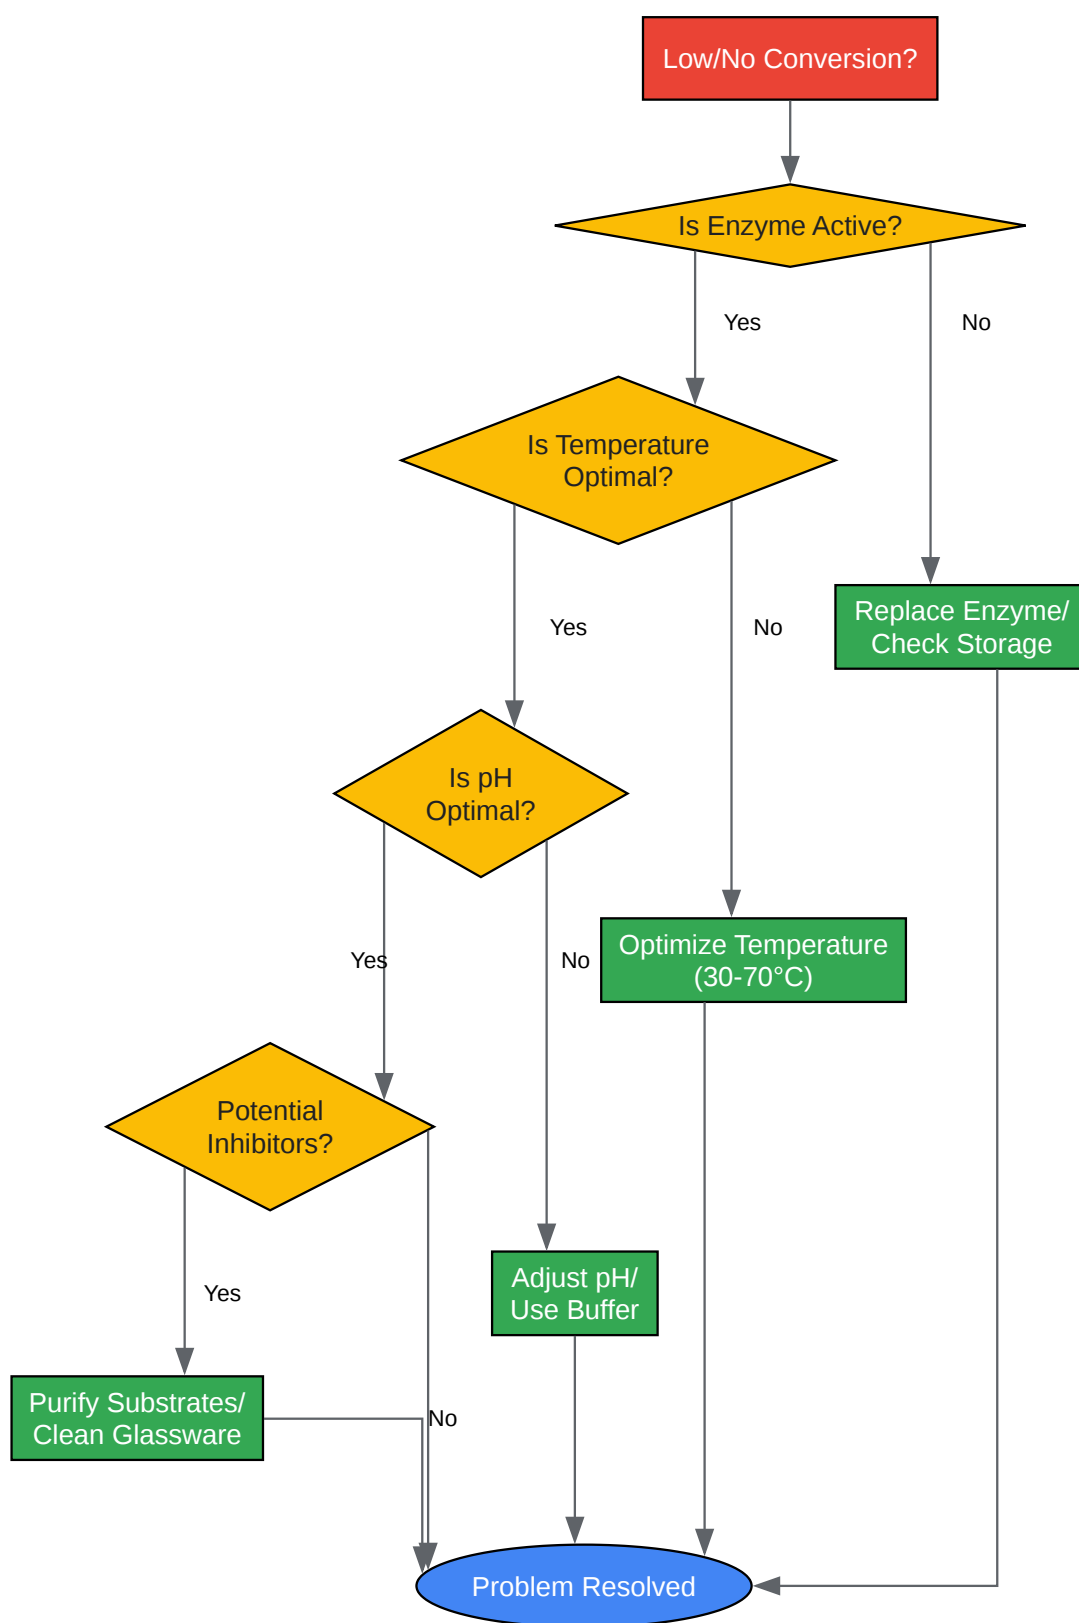 Low/No Conversion?
Is Enzyme Active?
Yes
No
Is Temperature
Optimal?
Yes
No
Replace Enzyme/
Check Storage
Is pH
Optimal?
Yes
No
Optimize Temperature
(30-70°C)
Potential
Inhibitors?
Yes
Adjust pH/
Use Buffer
Purify Substrates/
Clean Glassware
No
Problem Resolved